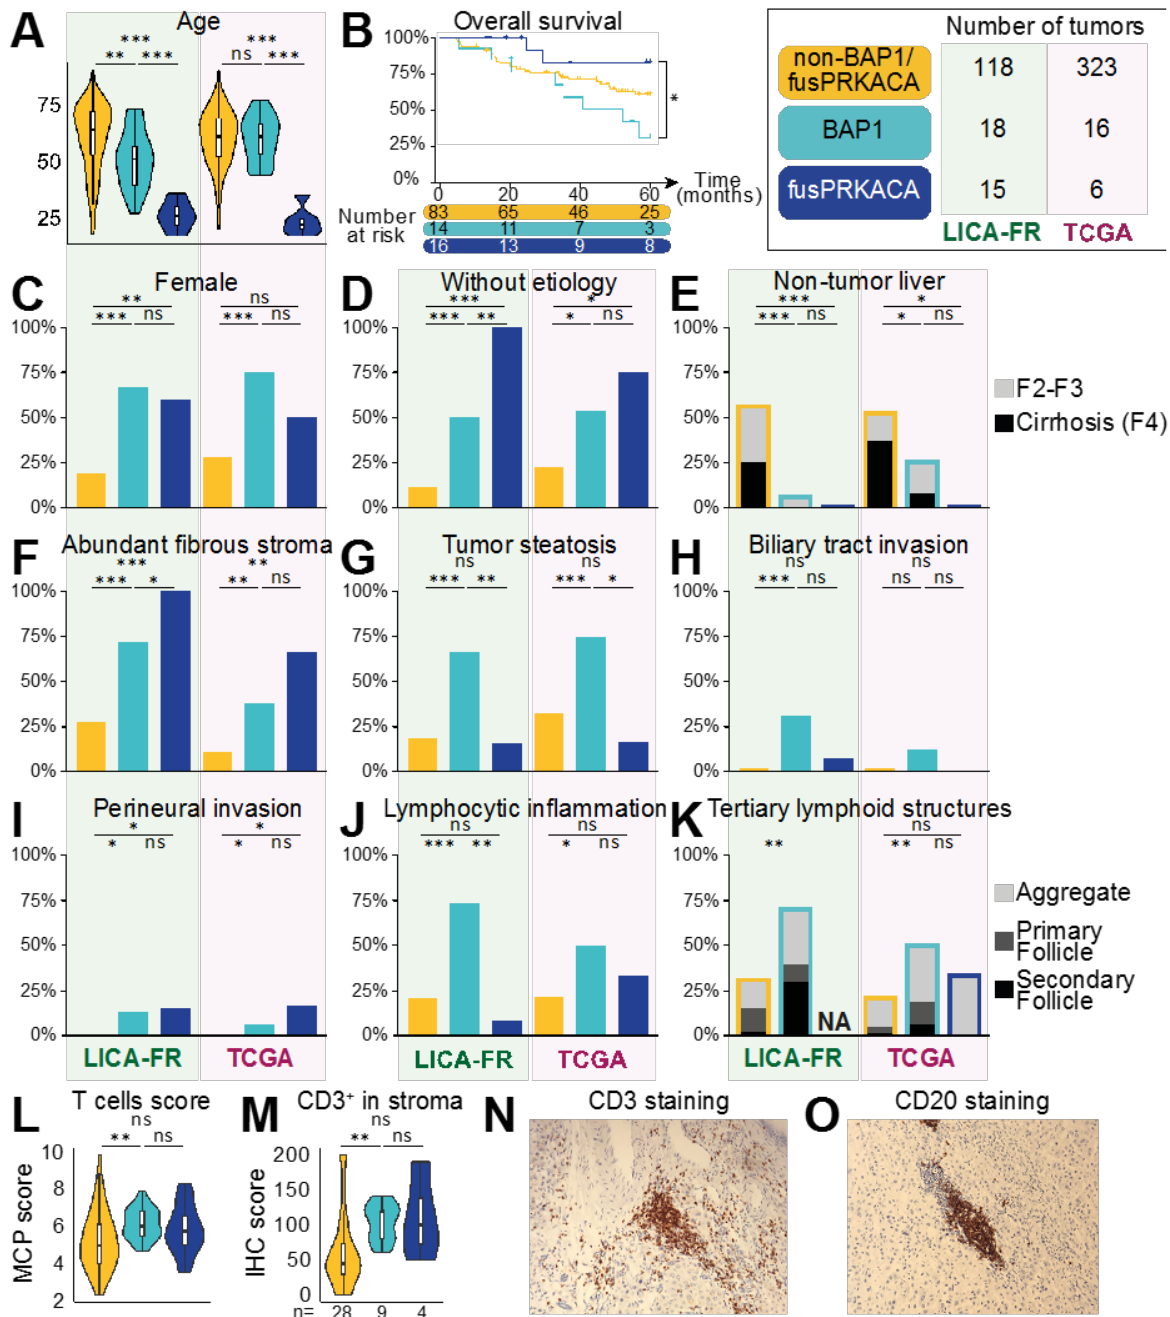 A
Age
***
** ***
***
ns ***
75
50
25
B
Overall survival
100%
75%
50%
25%
0%
*
0 20 40 60
Time
(months)
Number
at risk
83 65 46 25
14 11 7 3
16 13 9 8
Number of tumors
non-BAP1/
fusPRKACA
118 323
BAP1
18 16
fusPRKACA
15 6
LICA-FR TCGA
C
Female
**
*** ns
ns
*** ns
100%
75%
50%
25%
0%
D
Without etiology
***
*** **
*
* ns
100%
75%
50%
25%
0%
E
Non-tumor liver
***
*** ns
*
* ns
100%
75%
50%
25%
0%
F2-F3
Cirrhosis (F4)
F
Abundant fibrous stroma
***
*** *
**
** ns
100%
75%
50%
25%
0%
G
Tumor steatosis
ns
*** **
ns
*** *
100%
75%
50%
25%
0%
H
Biliary tract invasion
ns
*** ns
ns
ns ns
100%
75%
50%
25%
0%
I
Perineural invasion
*
* ns
*
* ns
100%
75%
50%
25%
0%
LICA-FR TCGA
J
Lymphocytic inflammation
ns
*** **
ns
* ns
100%
75%
50%
25%
0%
LICA-FR TCGA
K
Tertiary lymphoid structures
**
ns
** ns
100%
75%
50%
25%
0%
NA
LICA-FR TCGA
Aggregate
Primary
Follicle
Secondary
Follicle
L
T cells score
ns
** ns
MCP score
10
8
6
4
2
M
CD3+ in stroma
ns
** ns
IHC score
200
150
100
50
0
n= 28 9 4
N
CD3 staining
O
CD20 staining